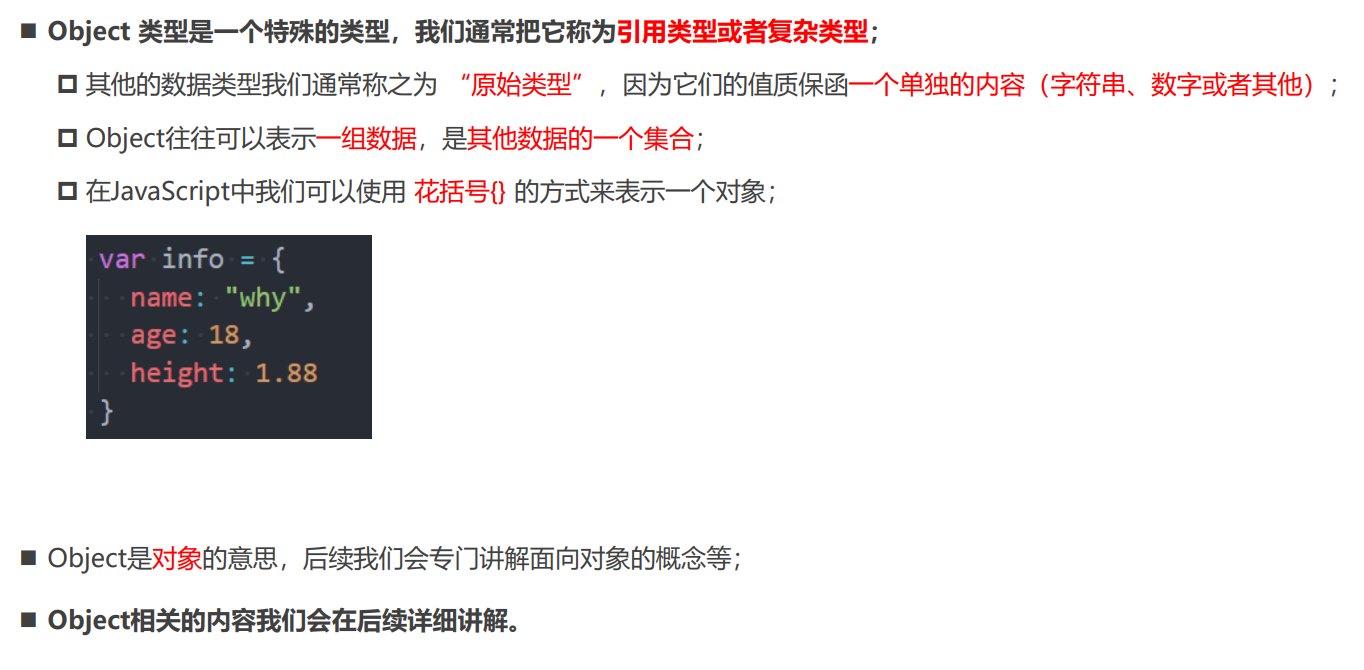 Object 类型是一个特殊的类型，我们通常把它称为引用类型或者复杂类型；
其他的数据类型我们通常称之为 “原始类型”，因为它们的值质保函一个单独的内容（字符串、数字或者其他）；
Object往往可以表示一组数据，是其他数据的一个集合；
在JavaScript中我们可以使用 花括号{} 的方式来表示一个对象；
var info = {
name: "why",
age: 18,
height: 1.88
}
Object是对象的意思，后续我们会专门讲解面向对象的概念等；
Object相关的内容我们会在后续详细讲解。